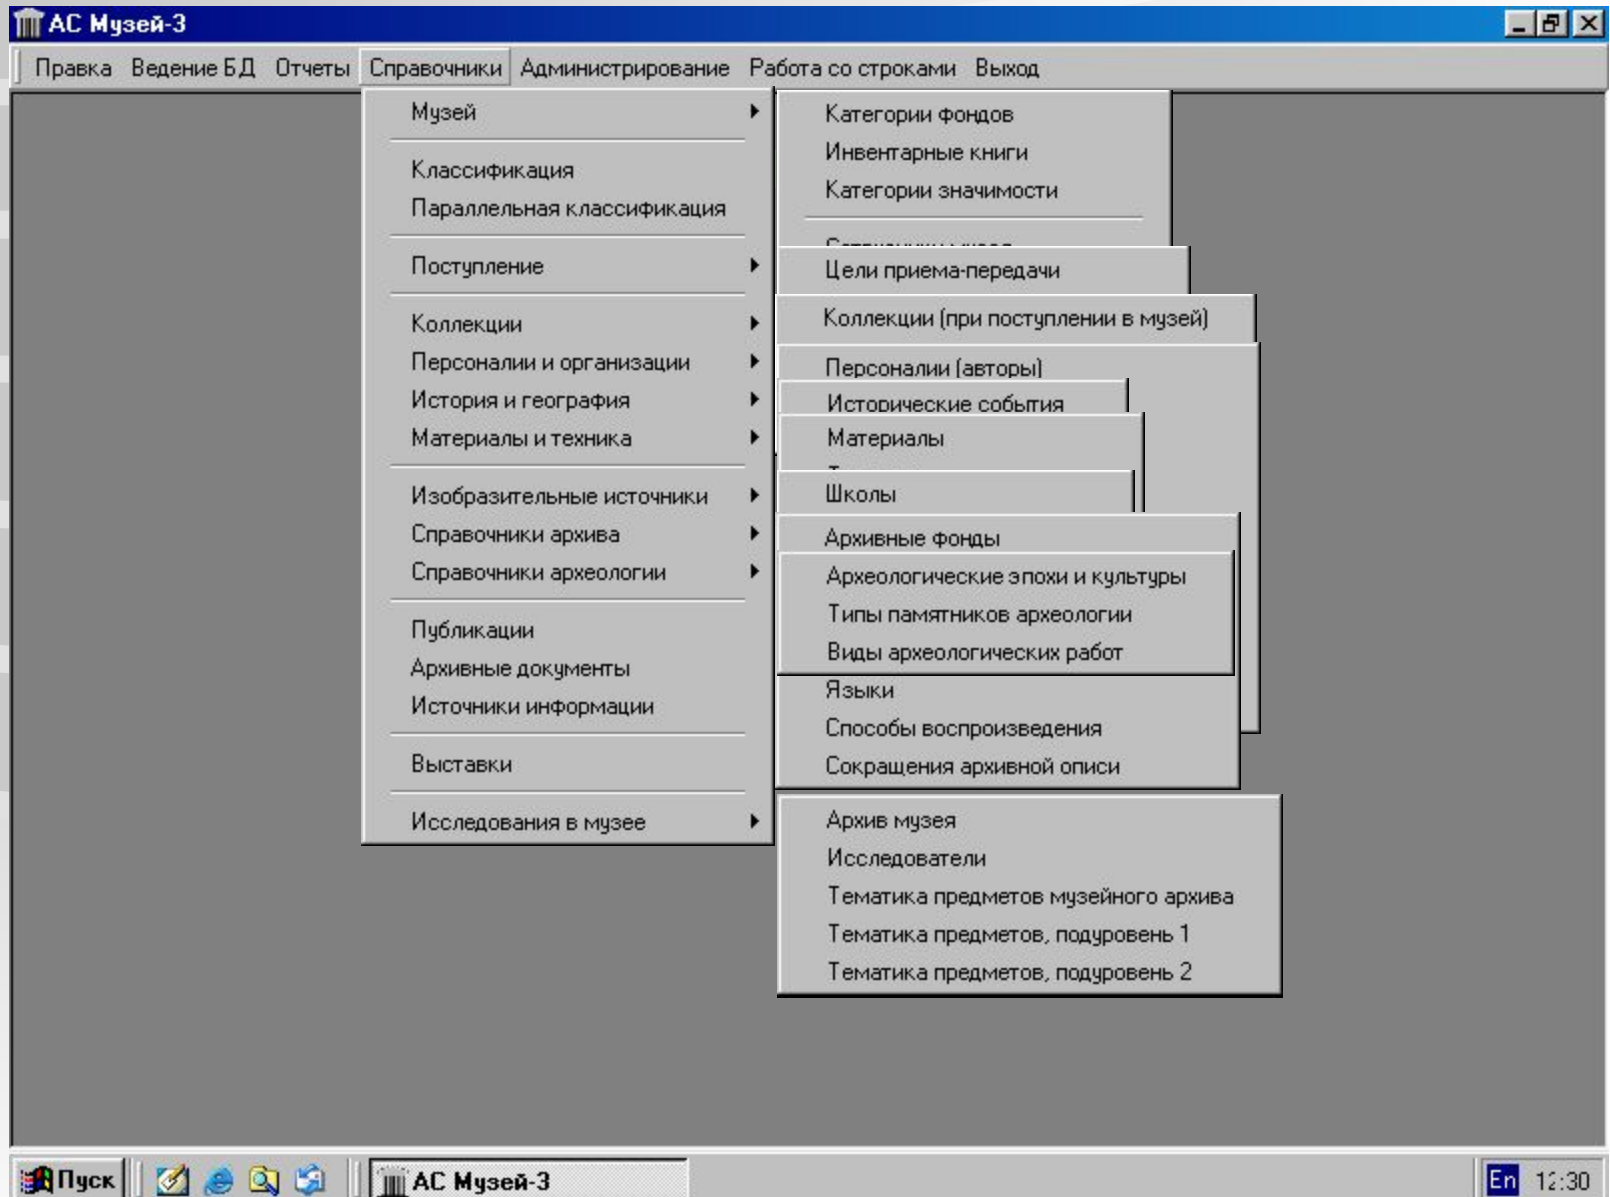 АС Музей-3
Правка Ведение БД Отчеты Справочники Администрирование Работа со строками Выход
Музей
Классификация
Параллельная классификация
Поступление
Коллекции
Персоналии и организации
История и география
Материалы и техника
Изобразительные источники
Справочники архива
Справочники археологии
Публикации
Архивные документы
Источники информации
Выставки
Исследования в музее
Категории фондов
Инвентарные книги
Категории значимости
Цели приема-передачи
Коллекции (при поступлении в музей)
Персоналии (авторы)
Исторические события
Материалы
Школы
Архивные фонды
Археологические эпохи и культуры
Типы памятников археологии
Виды археологических работ
Языки
Способы воспроизведения
Сокращения архивной описи
Архив музея
Исследователи
Тематика предметов музейного архива
Тематика предметов, подуровень 1
Тематика предметов, подуровень 2
Пуск АС Музей-3 En 12:30